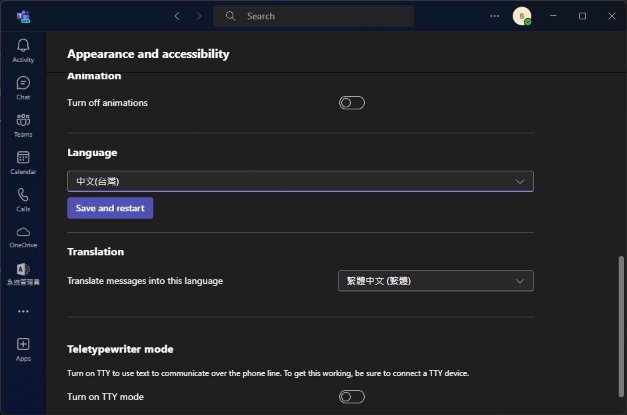 Search
B
Activity
Chat
Teams
Calendar
Calls
OneDrive
系統管理員
Apps
Appearance and accessibility
Animation
Turn off animations
Language
中文(台灣)
Save and restart
Translation
Translate messages into this language
繁體中文 (繁體)
Teletypewriter mode
Turn on TTY to use text to communicate over the phone line. To get this working, be sure to connect a TTY device.
Turn on TTY mode